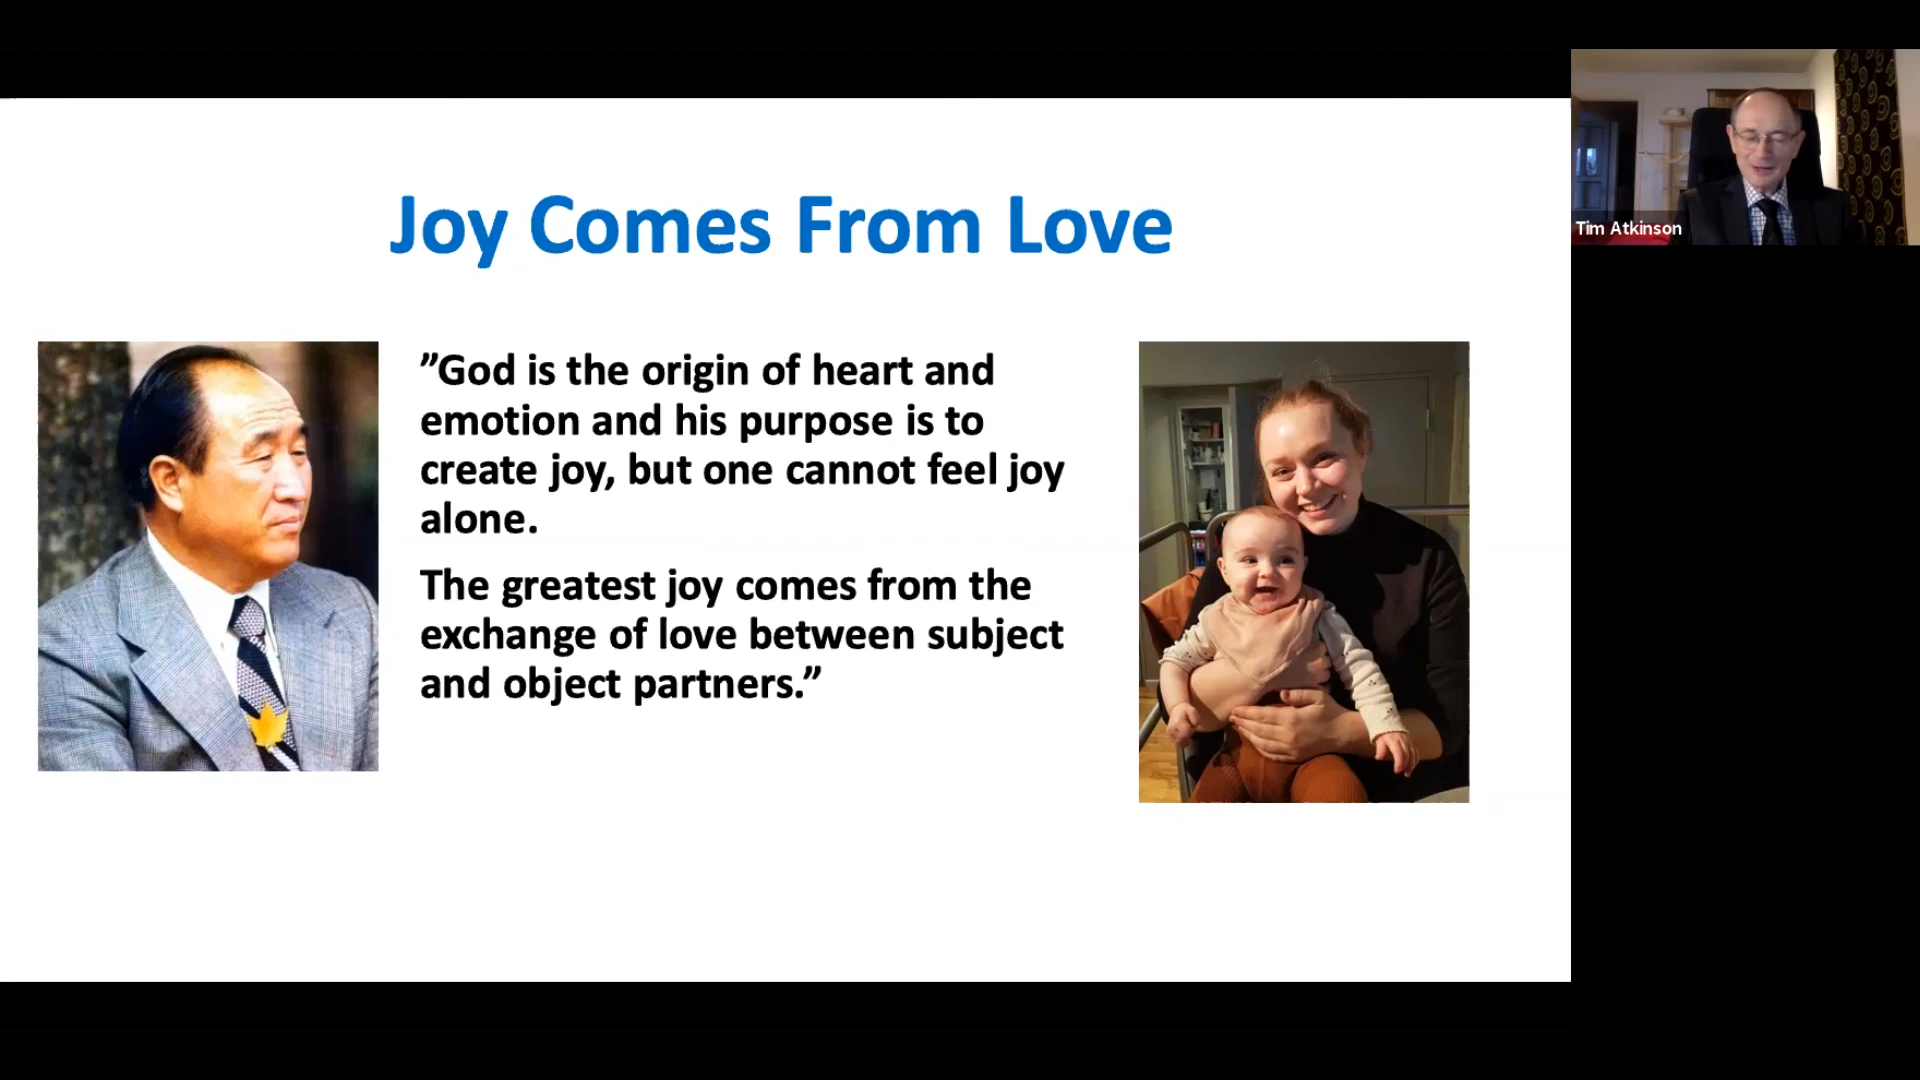 Joy Comes From Love
”God is the origin of heart and
emotion and his purpose is to
create joy, but one cannot feel joy
alone.
The greatest joy comes from the
exchange of love between subject
and object partners.”
Tim Atkinson